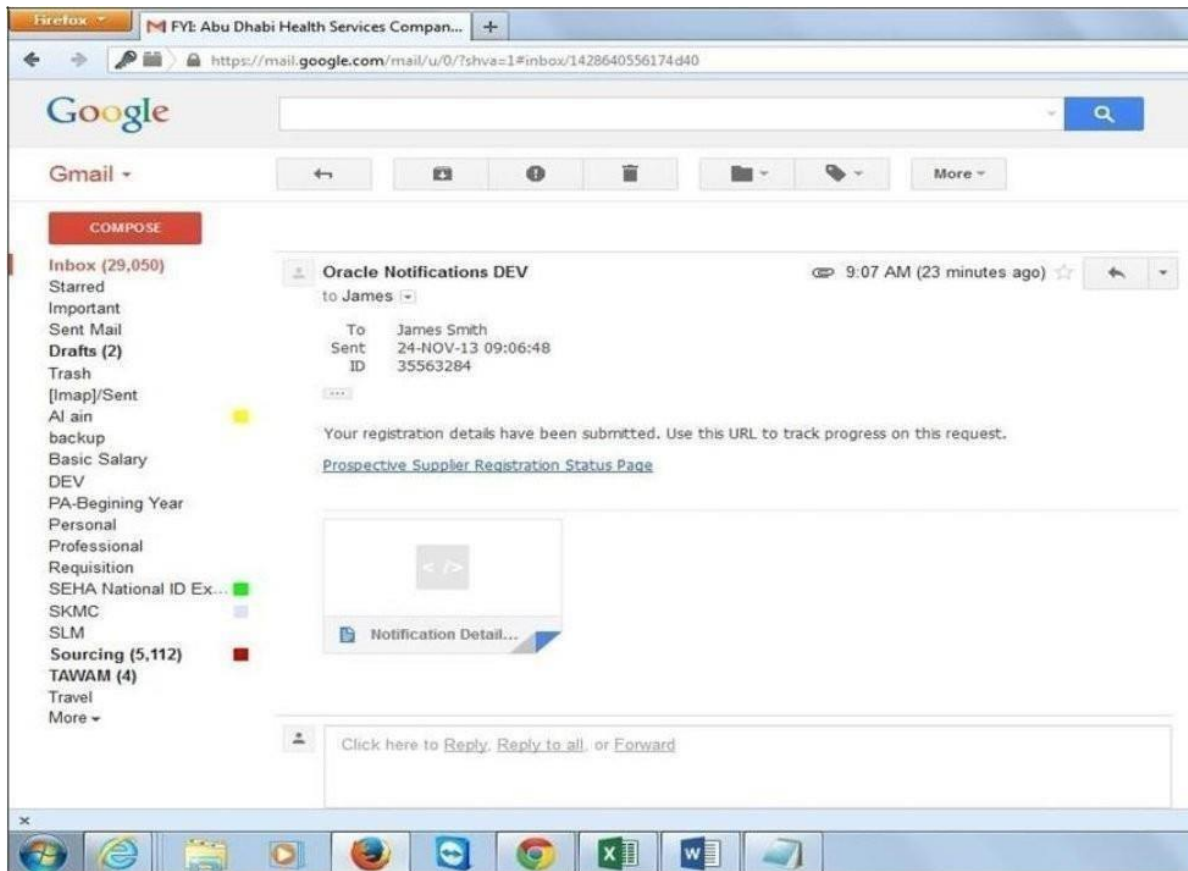 Firefox
FYI: Abu Dhabi Health Services Compan...
https://mail.google.com/mail/u/0/?shva=1#inbox/1428640556174d40
Google
Gmail
More
COMPOSE
Inbox (29,050)
Starred
Important
Sent Mail
Drafts (2)
Trash
[Imap]/Sent
Al ain
backup
Basic Salary
DEV
PA-Begining Year
Personal
Professional
Requisition
SEHA National ID Ex...
SKMC
SLM
Sourcing (5,112)
TAWAM (4)
Travel
More
Oracle Notifications DEV
9:07 AM (23 minutes ago)
to James
To James Smith
Sent 24-NOV-13 09:06:48
ID 35563284
Your registration details have been submitted. Use this URL to track progress on this request.
Prospective Supplier Registration Status Page
Notification Detail...
Click here to Reply, Reply to all, or Forward